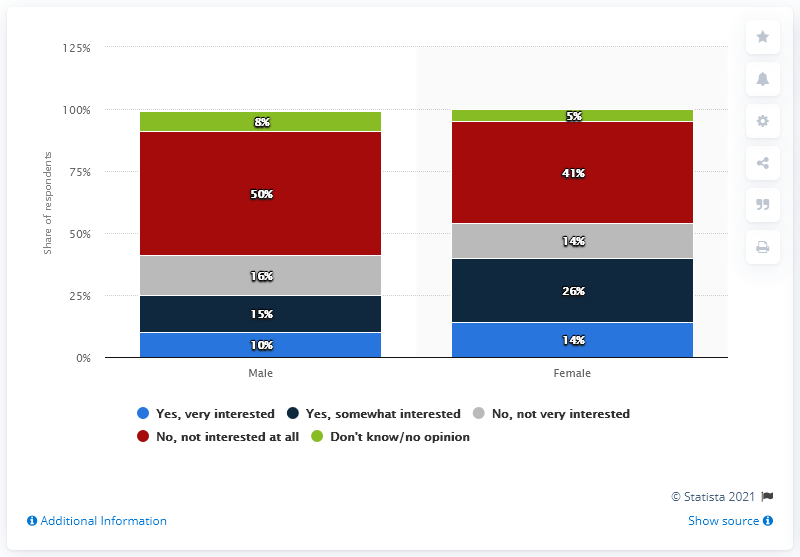 125%
100%
75%
50%
25%
0%
Share of respondents
8%
50%
16%
15%
10%
5%
41%
14%
26%
14%
Male
Female
Yes, very interested
Yes, somewhat interested
No, not very interested
No, not interested at all
Don't know/no opinion
© Statista 2021
Additional Information
Show source